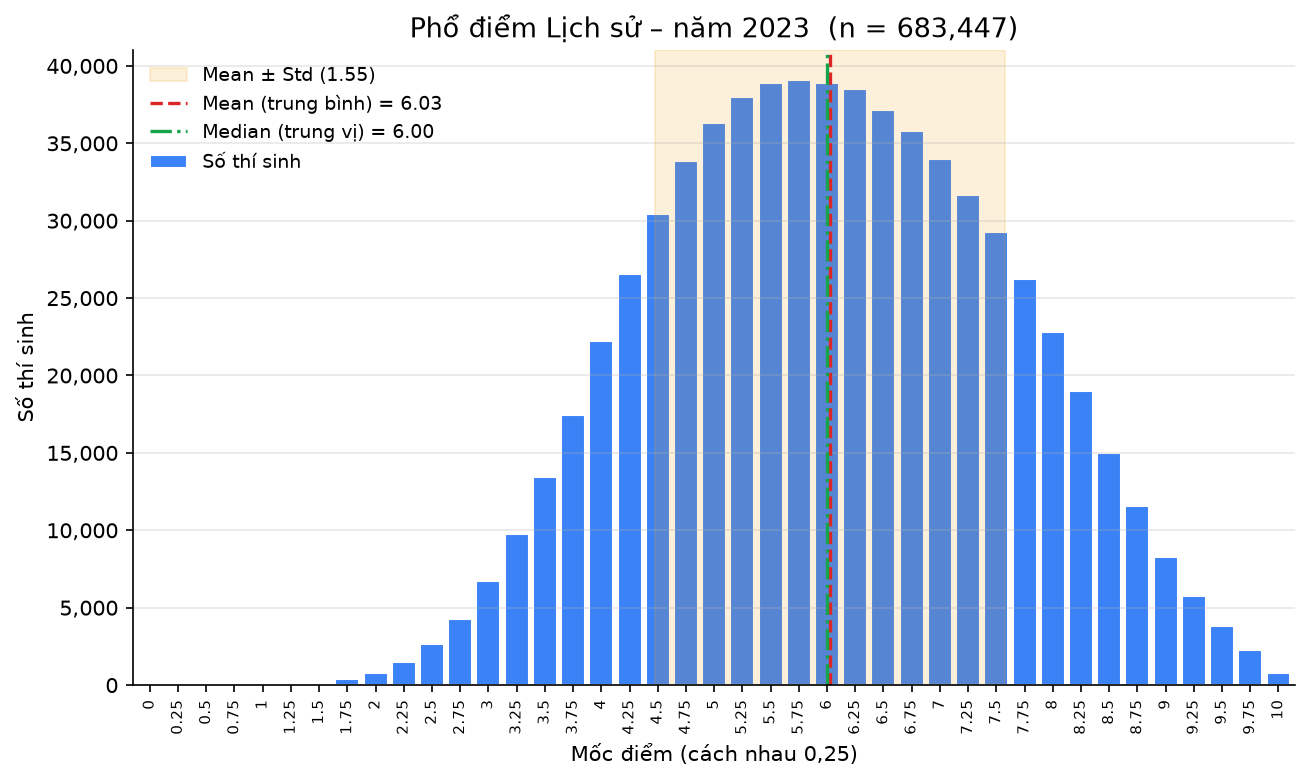 Phổ điểm Lịch sử – năm 2023 (n = 683,447)
Mean ± Std (1.55)
Mean (trung bình) = 6.03
Median (trung vị) = 6.00
Số thí sinh
Số thí sinh
40,000
35,000
30,000
25,000
20,000
15,000
10,000
5,000
0
0 0.25 0.5 0.75 1 1.25 1.5 1.75 2 2.25 2.5 2.75 3 3.25 3.5 3.75 4 4.25 4.5 4.75 5 5.25 5.5 5.75 6 6.25 6.5 6.75 7 7.25 7.5 7.75 8 8.25 8.5 8.75 9 9.25 9.5 9.75 10
Mốc điểm (cách nhau 0,25)